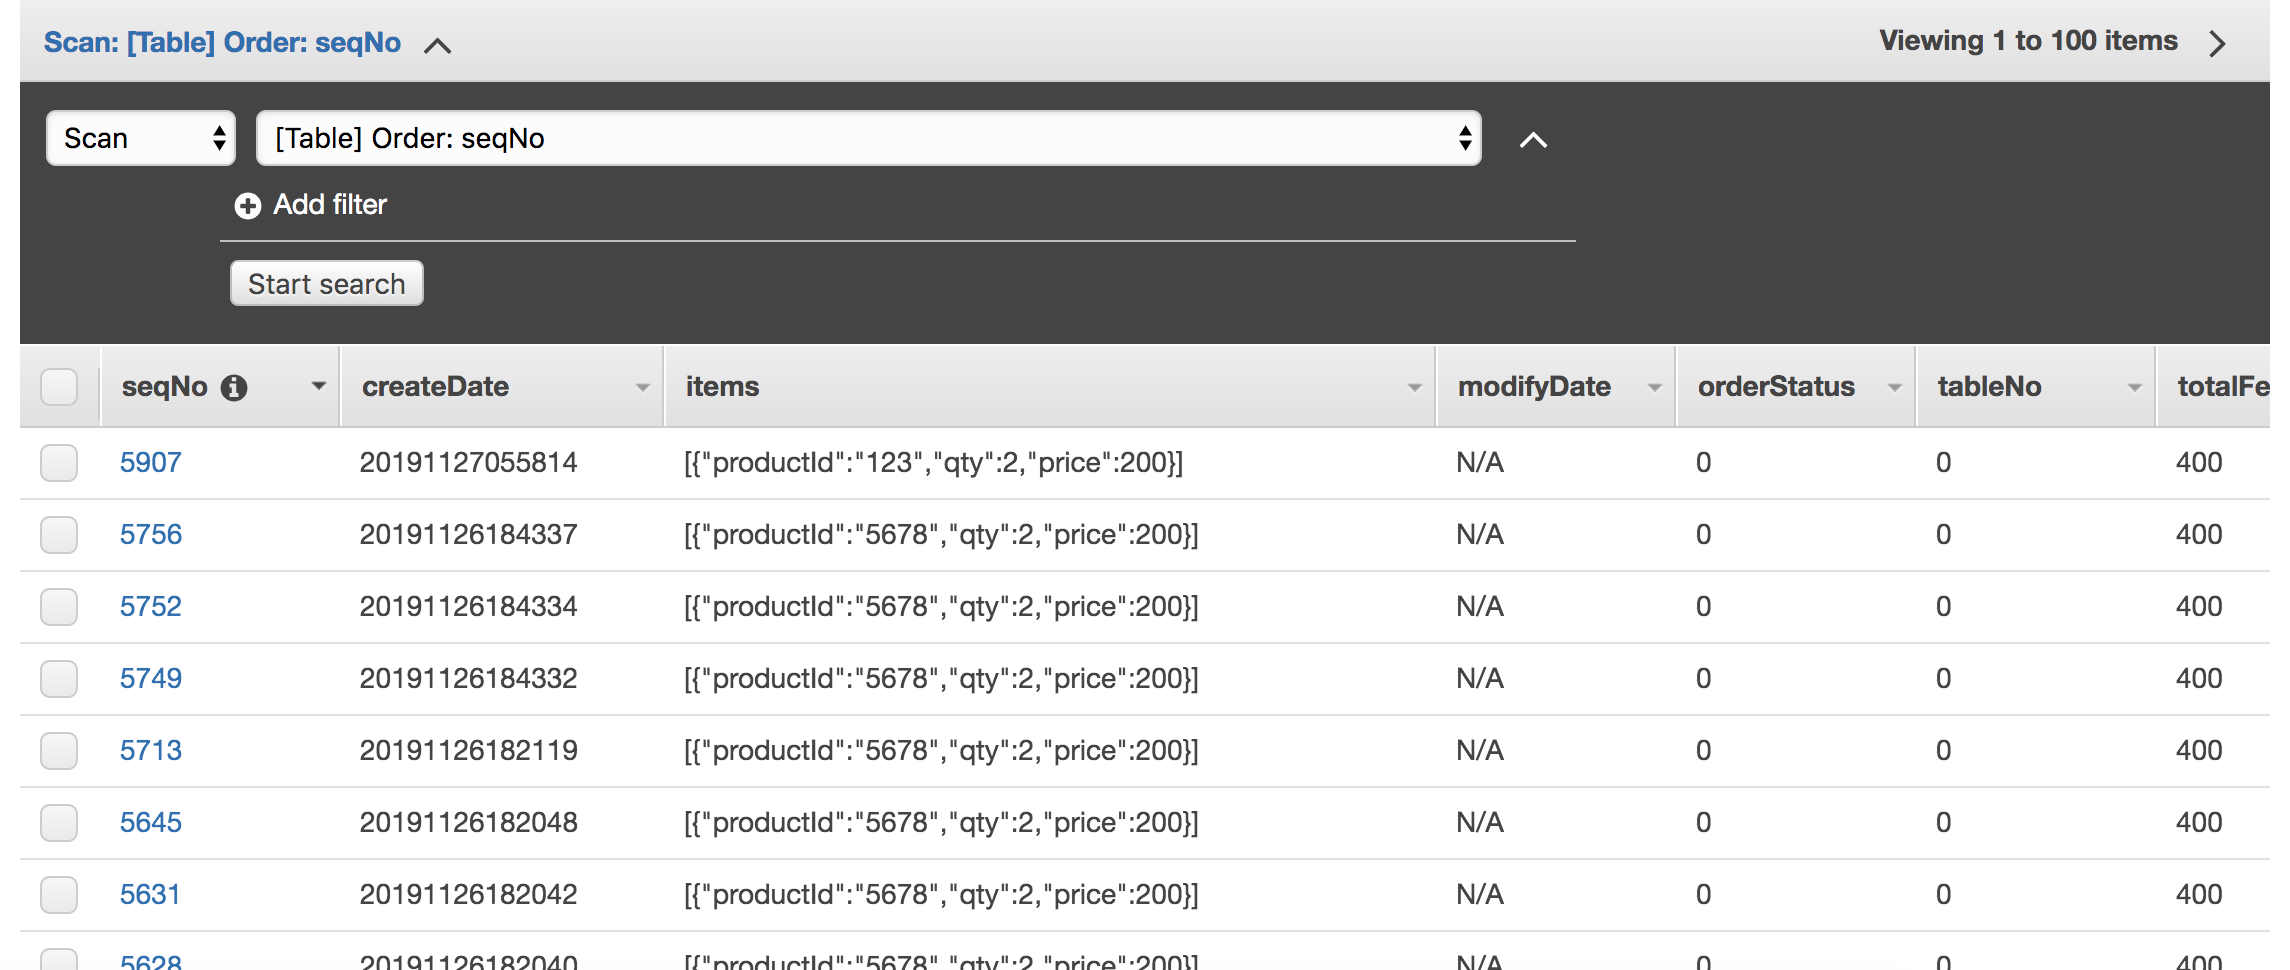 Scan: [Table] Order: seqNo Viewing 1 to 100 items
Scan [Table] Order: seqNo
Add filter
Start search
seqNo createDate items modifyDate orderStatus tableNo totalFe
5907 20191127055814 [{"productId":"123","qty":2,"price":200}] N/A 0 0 400
5756 20191126184337 [{"productId":"5678","qty":2,"price":200}] N/A 0 0 400
5752 20191126184334 [{"productId":"5678","qty":2,"price":200}] N/A 0 0 400
5749 20191126184332 [{"productId":"5678","qty":2,"price":200}] N/A 0 0 400
5713 20191126182119 [{"productId":"5678","qty":2,"price":200}] N/A 0 0 400
5645 20191126182048 [{"productId":"5678","qty":2,"price":200}] N/A 0 0 400
5631 20191126182042 [{"productId":"5678","qty":2,"price":200}] N/A 0 0 400
5628 20191126182040 [{"productId":"5678","qty":2,"price":200}] N/A 0 0 400